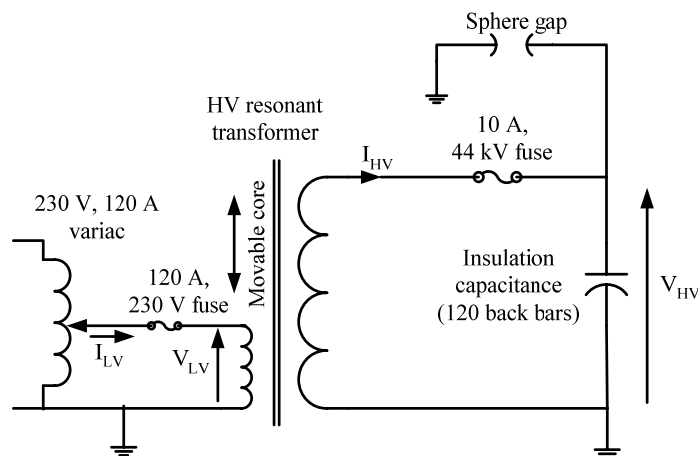 Sphere gap
HV resonant
transformer
10 A,
44 kV fuse
I_HV
230 V, 120 A
variac
Movable core
120 A,
230 V fuse
Insulation
capacitance
(120 back bars)
V_HV
I_LV
V_LV